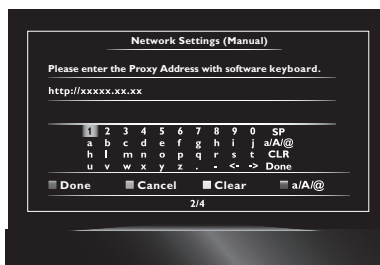 Network Settings (Manual)
Please enter the Proxy Address with software keyboard.
http://xxxxx.xx.xx
1 2 3 4 5 6 7 8 9 0 SP
a b c d e f g h i j a/A/@
h l m n o p q r s t CLR
u v w x y z . - <- -> Done
Done Cancel Clear a/A/@
2/4